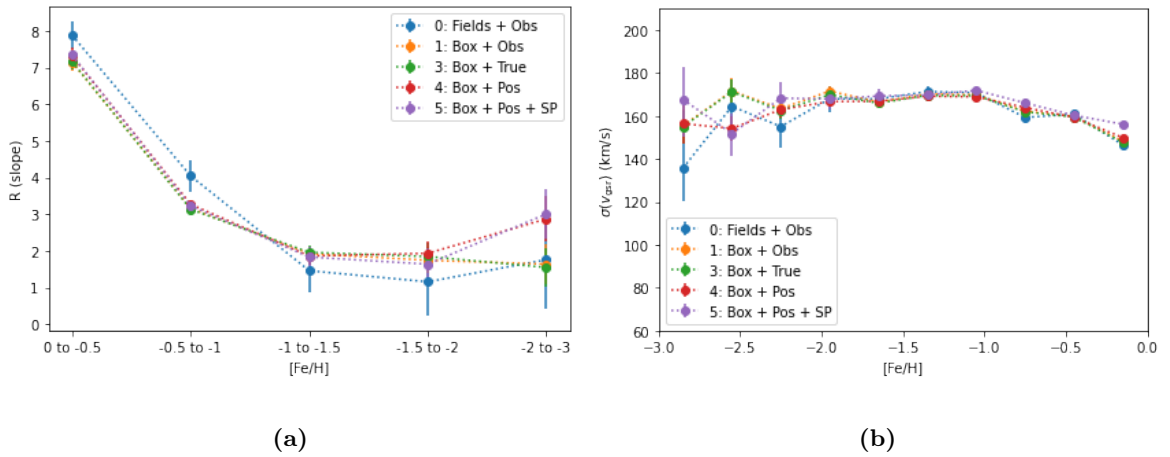 8
7
6
5
4
3
2
1
0
R (slope)
0 to -0.5
-0.5 to -1
-1 to -1.5
-1.5 to -2
-2 to -3
[Fe/H]
0: Fields + Obs
1: Box + Obs
3: Box + True
4: Box + Pos
5: Box + Pos + SP
(a)
200
180
160
140
120
100
80
60
σ(v_gsr) (km/s)
0: Fields + Obs
1: Box + Obs
3: Box + True
4: Box + Pos
5: Box + Pos + SP
−3.0
−2.5
−2.0
−1.5
−1.0
−0.5
0.0
[Fe/H]
(b)